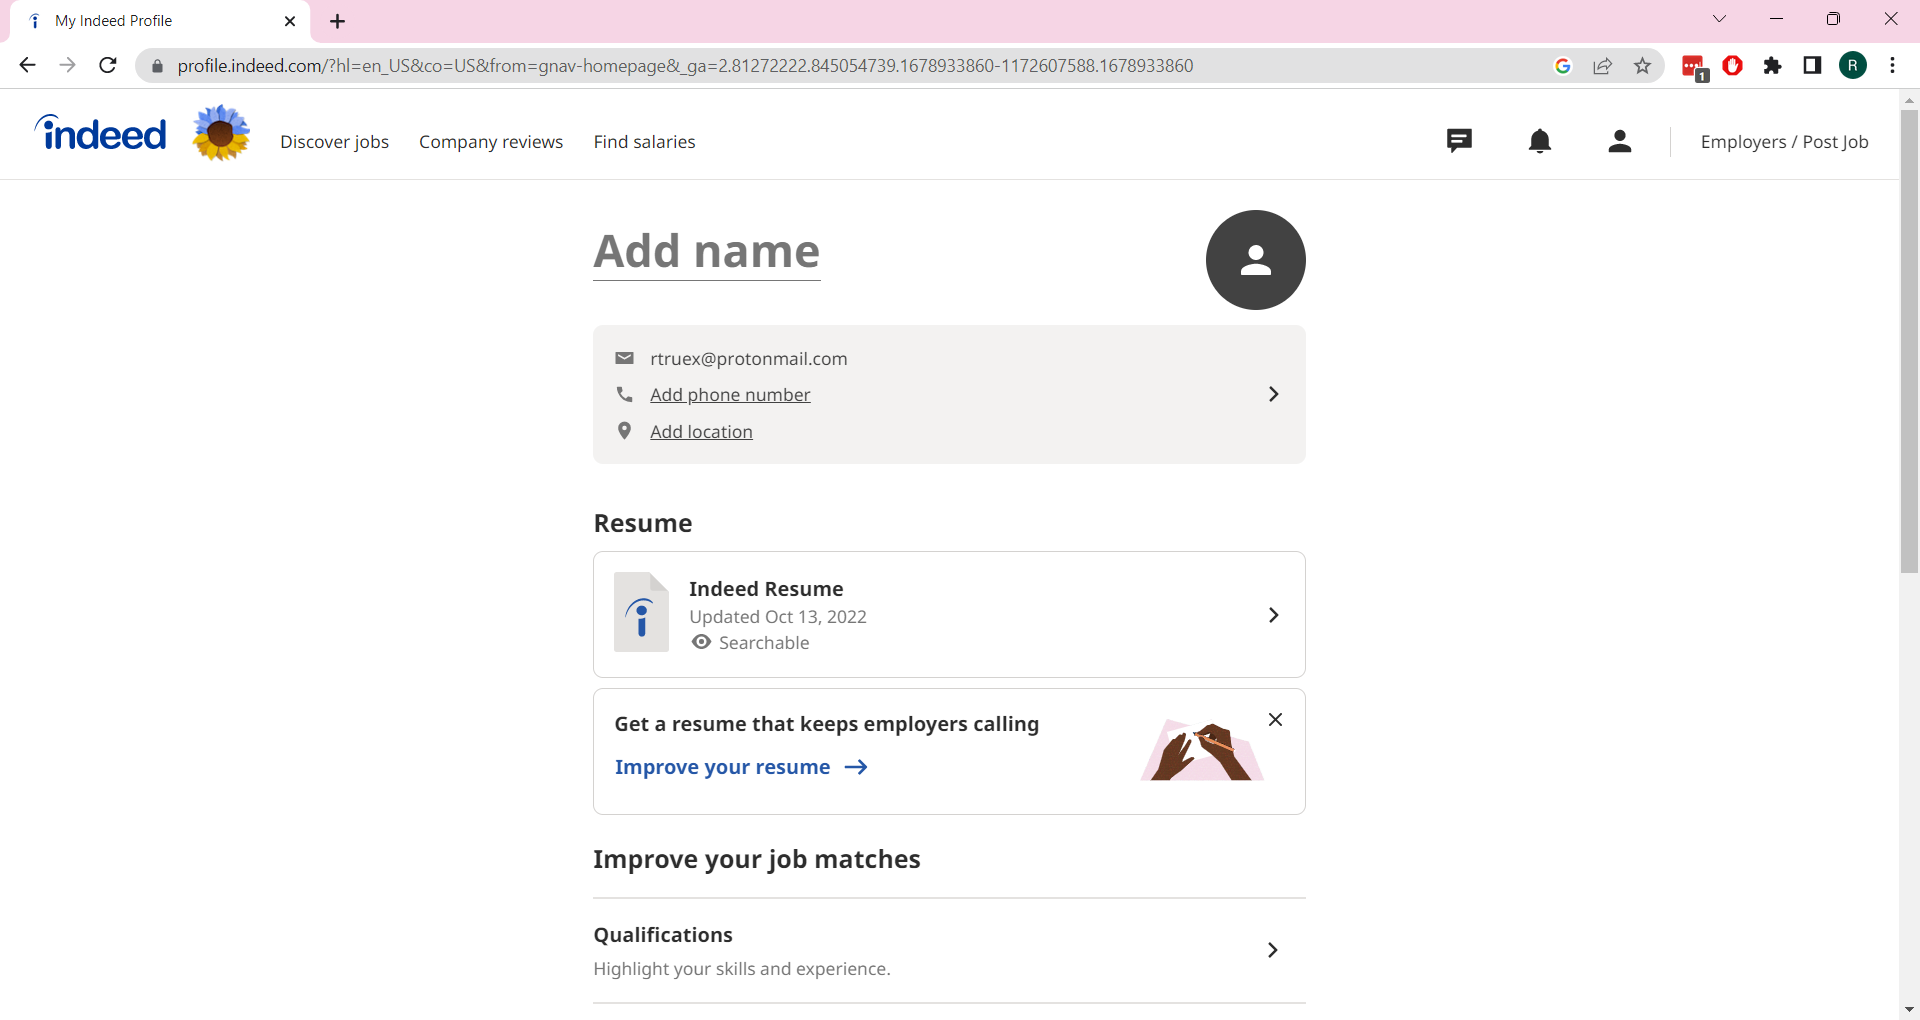 My Indeed Profile
profile.indeed.com/?hl=en_US&co=US&from=gnav-homepage&_ga=2.81272222.845054739.1678933860-1172607588.1678933860
1
R
indeed
Discover jobs
Company reviews
Find salaries
Employers / Post Job
Add name
rtruex@protonmail.com
Add phone number
Add location
Resume
Indeed Resume
Updated Oct 13, 2022
Searchable
Get a resume that keeps employers calling
Improve your resume
Improve your job matches
Qualifications
Highlight your skills and experience.